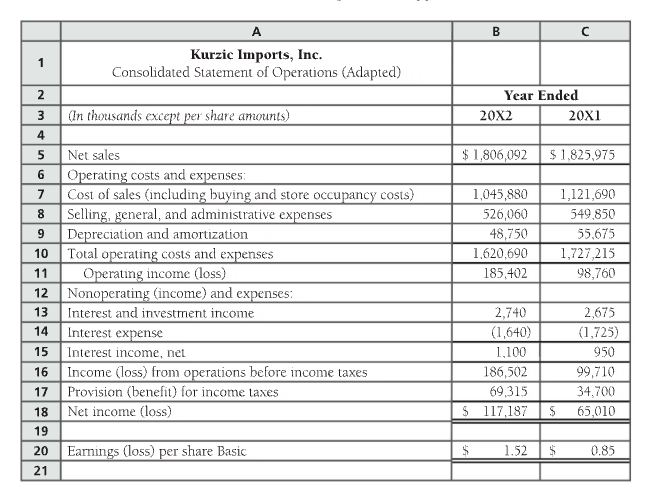 A B C
1 Kurzic Imports, Inc.
Consolidated Statement of Operations (Adapted)
2 Year Ended
3 (In thousands except per share amounts) 20X2 20X1
4
5 Net sales $ 1,806,092 $ 1,825,975
6 Operating costs and expenses:
7 Cost of sales (including buying and store occupancy costs) 1,045,880 1,121,690
8 Selling, general, and administrative expenses 526,060 549,850
9 Depreciation and amortization 48,750 55,675
10 Total operating costs and expenses 1,620,690 1,727,215
11 Operating income (loss) 185,402 98,760
12 Nonoperating (income) and expenses:
13 Interest and investment income 2,740 2,675
14 Interest expense (1,640) (1,725)
15 Interest income, net 1,100 950
16 Income (loss) from operations before income taxes 186,502 99,710
17 Provision (benefit) for income taxes 69,315 34,700
18 Net income (loss) $ 117,187 $ 65,010
19
20 Earnings (loss) per share Basic $ 1.52 $ 0.85
21